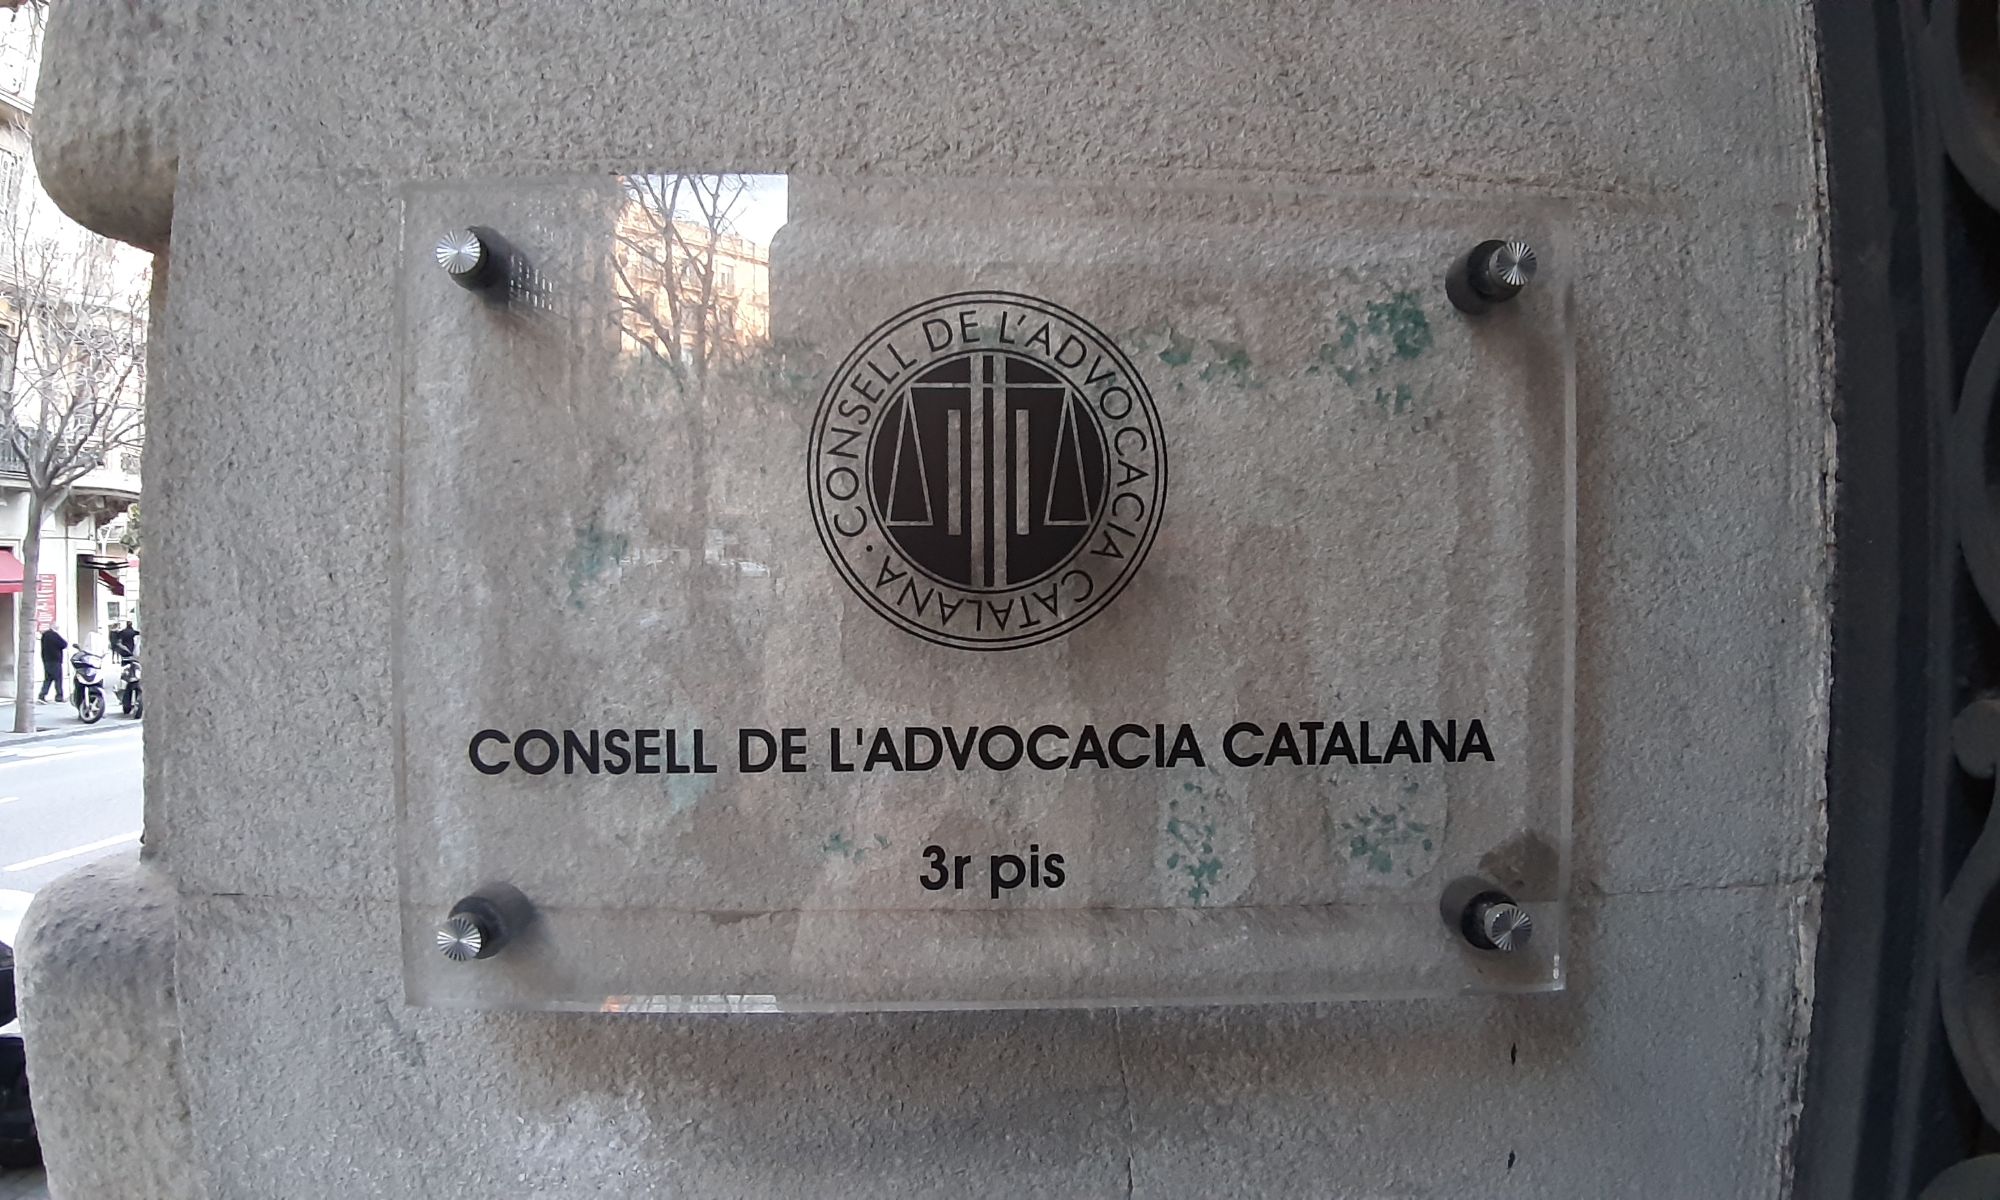 CONSELL DE L'ADVOCACIA CATALANA ·
CONSELL DE L'ADVOCACIA CATALANA
3r pis